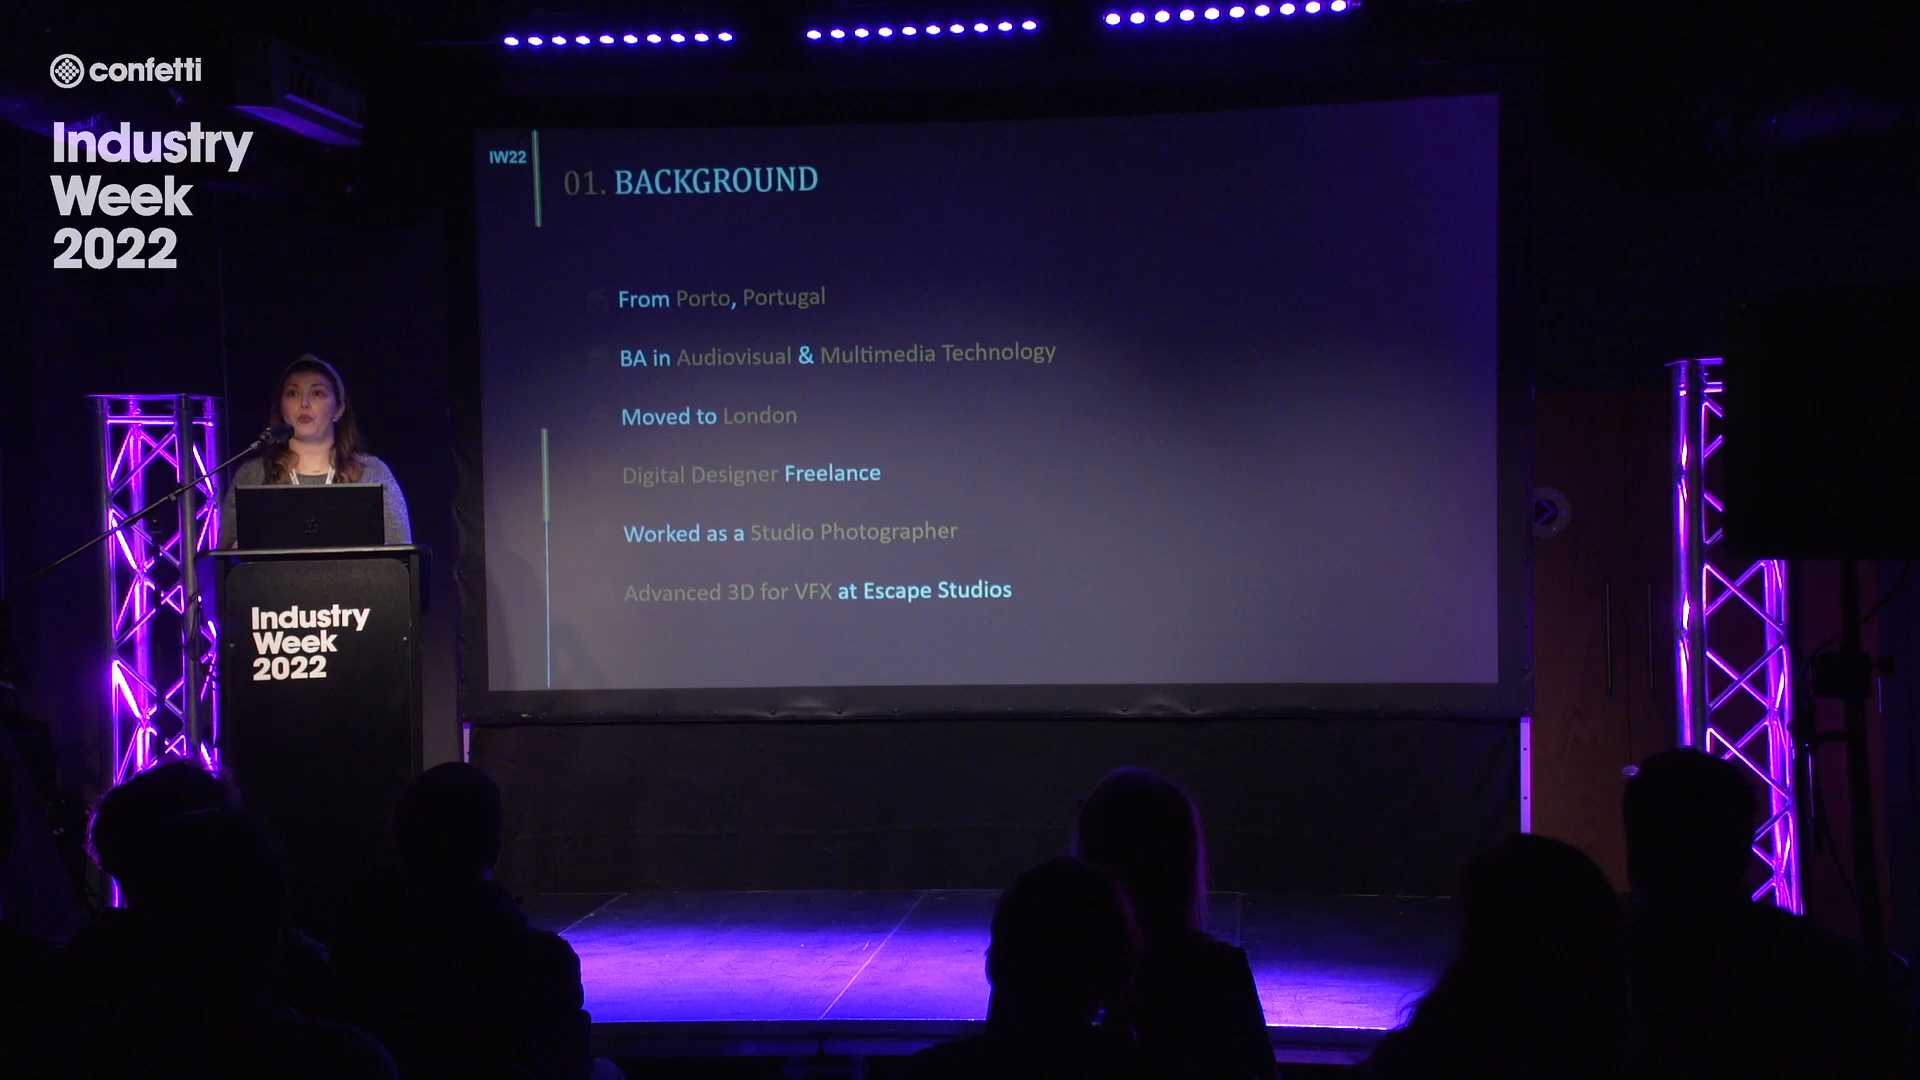 confetti
Industry
Week
2022
IW22
01. BACKGROUND
From Porto, Portugal
BA in Audiovisual & Multimedia Technology
Moved to London
Digital Designer Freelance
Worked as a Studio Photographer
Advanced 3D for VFX at Escape Studios
Industry
Week
2022